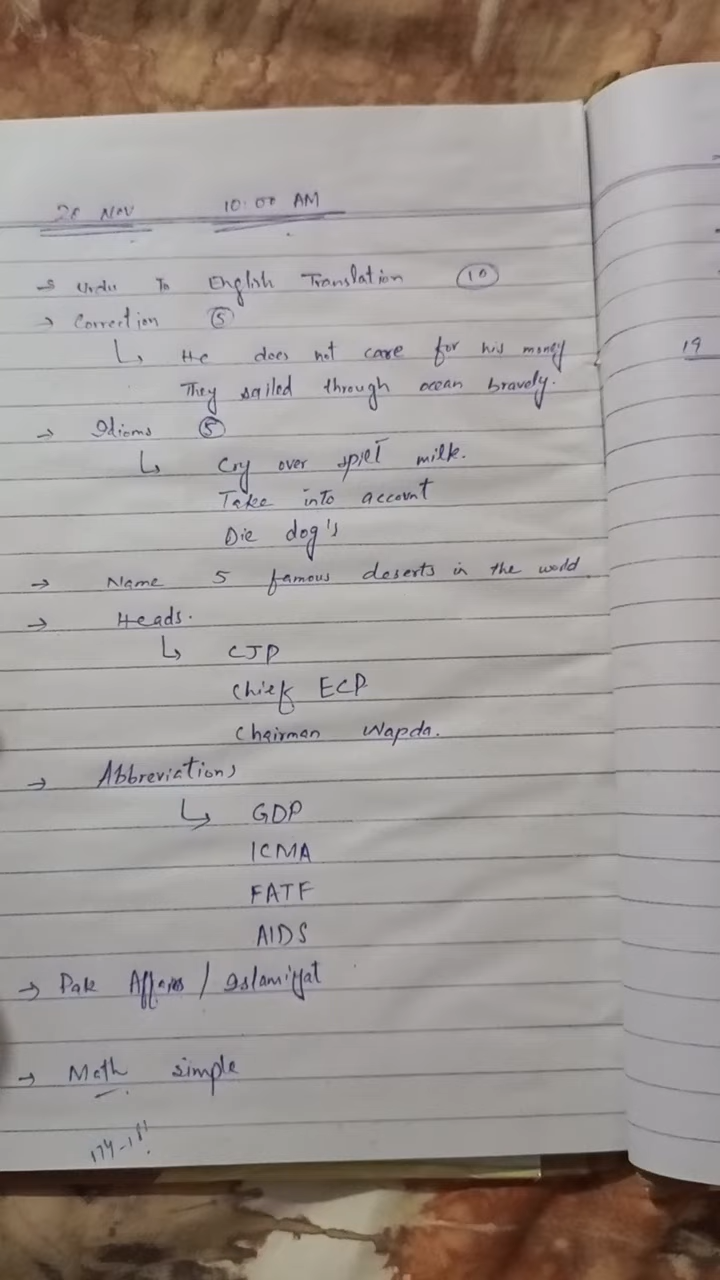 20 Nov 10:00 AM
→ Urdu To English Translation (10)
→ Correction (5)
↳ He does not care for his money
They sailed through ocean bravely.
→ Idioms (5)
↳ Cry over spilt milk.
Take into account
Die dog's
→ Name 5 famous deserts in the world
→ Heads.
↳ CJP
Chief ECP
Chairman Wapda.
→ Abbreviations
↳ GDP
ICMA
FATF
AIDS
→ Pak Affairs / Islamiyat
→ Math simple
19